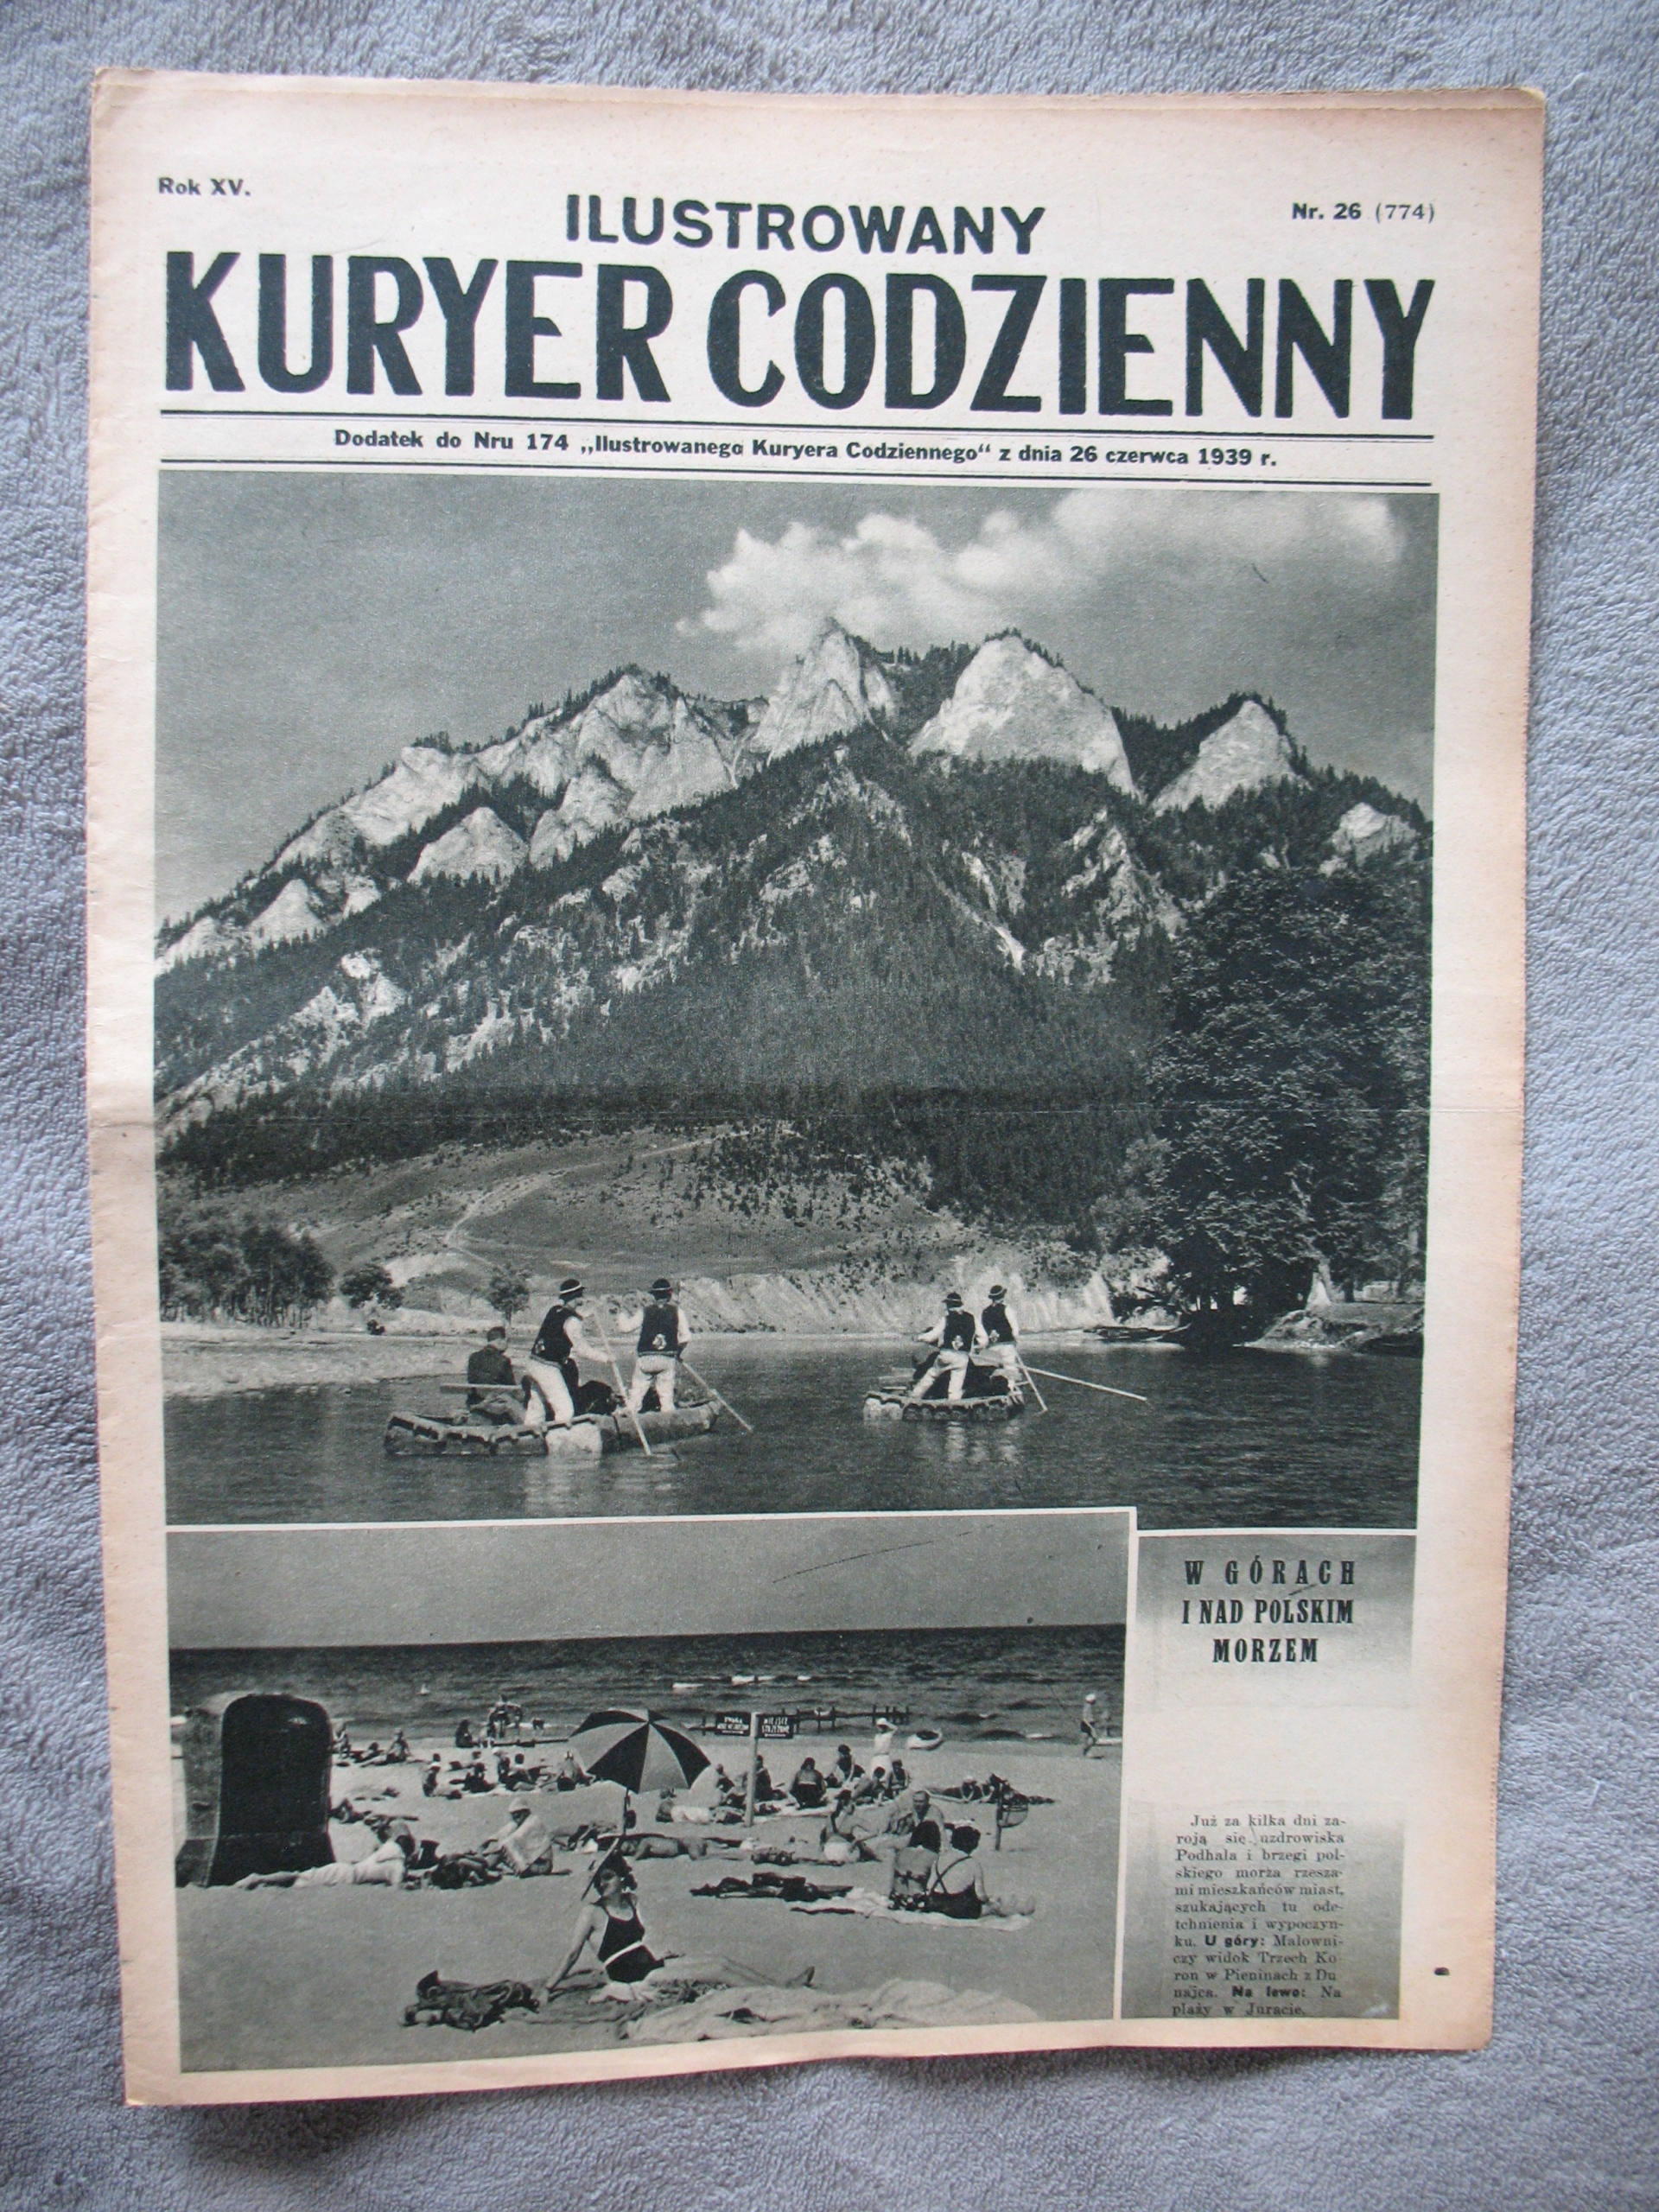 Rok XV.
Nr. 26 (774)
ILUSTROWANY
KURYER CODZIENNY
Dodatek do Nru 174 „Ilustrowanego Kuryera Codziennego“ z dnia 26 czerwca 1939 r.
MIEJSCE
STRZEŻONE
W GÓRACH
I NAD POLSKIM
MORZEM
Już za kilka dni za-
roją się uzdrowiska
Podhala i brzegi pol-
skiego morza rzesza-
mi mieszkańców miast,
szukających tu ode-
tchnienia i wypoczyn-
ku. U góry: Malowni-
czy widok Trzech Ko
ron w Pieninach z Du
najca. Na lewo: Na
plaży w Juracie.